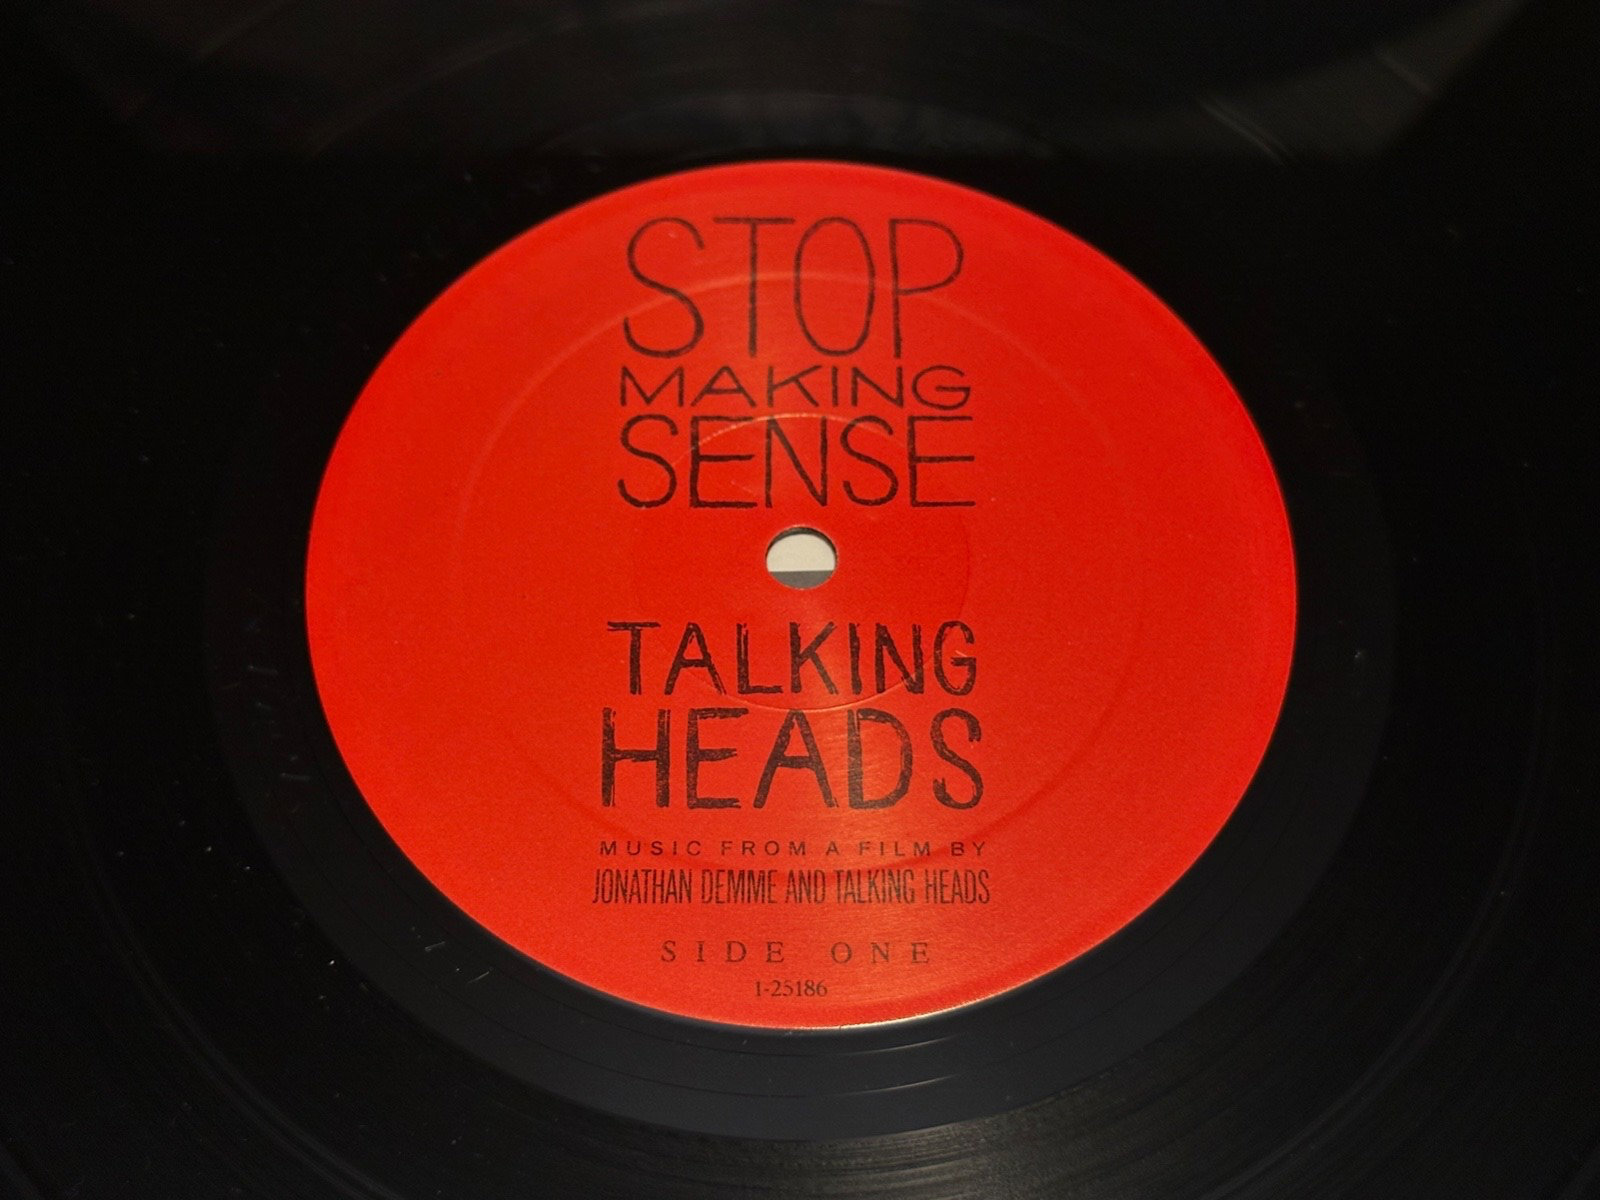 STOP
MAKING
SENSE
TALKING
HEADS
MUSIC FROM A FILM BY
JONATHAN DEMME AND TALKING HEADS
SIDE ONE
1-25186